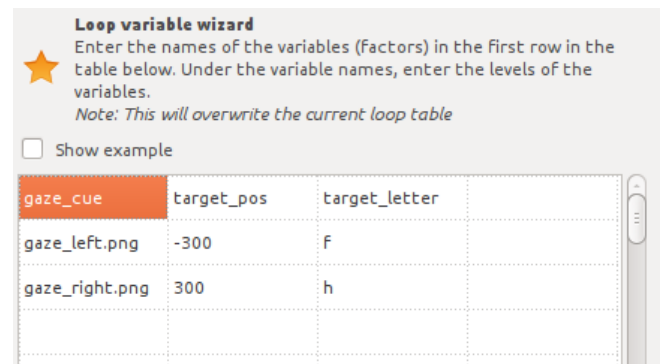 Loop variable wizard
Enter the names of the variables (factors) in the first row in the
table below. Under the variable names, enter the levels of the
variables.
Note: This will overwrite the current loop table
Show example
gaze_cue target_pos target_letter
gaze_left.png -300 f
gaze_right.png 300 h